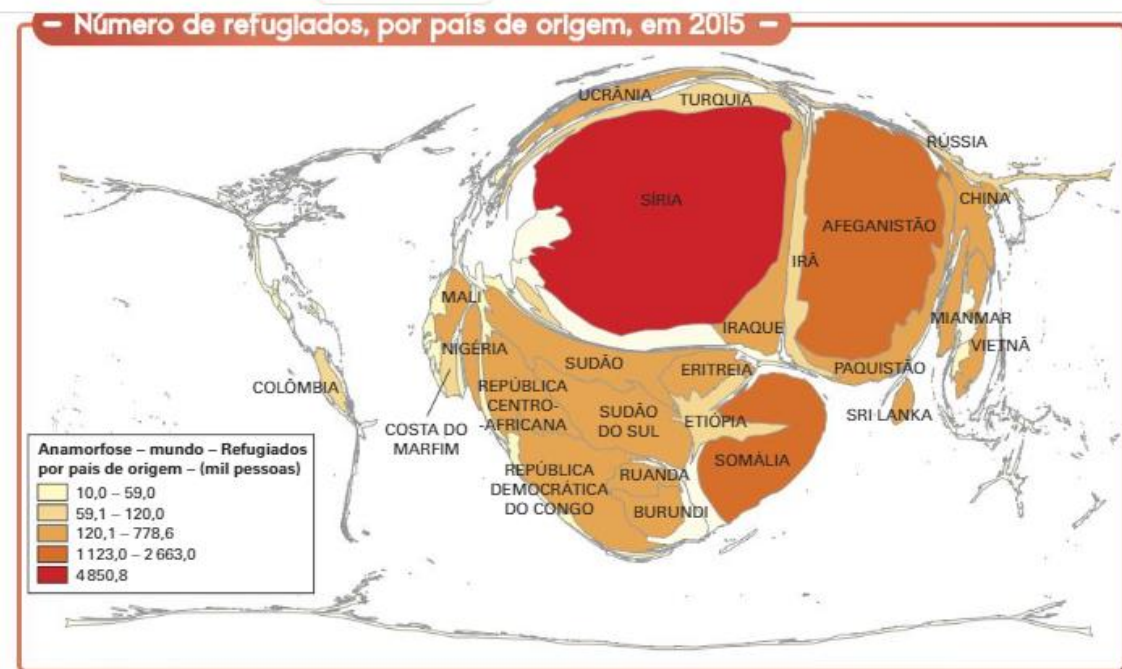 – Número de refugiados, por país de origem, em 2015 –
UCRÂNIA
TURQUIA
RÚSSIA
SÍRIA
CHINA
AFEGANISTÃO
IRÃ
MALI
MIANMAR
IRAQUE
VIETNÃ
NIGÉRIA
SUDÃO
ERITREIA
PAQUISTÃO
COLÔMBIA
REPÚBLICA
CENTRO-
-AFRICANA
SUDÃO
DO SUL
ETIÓPIA
SRI LANKA
COSTA DO
MARFIM
SOMÁLIA
REPÚBLICA
DEMOCRÁTICA
DO CONGO
RUANDA
BURUNDI
Anamorfose – mundo – Refugiados
por país de origem – (mil pessoas)
10,0 – 59,0
59,1 – 120,0
120,1 – 778,6
1 123,0 – 2 663,0
4 850,8